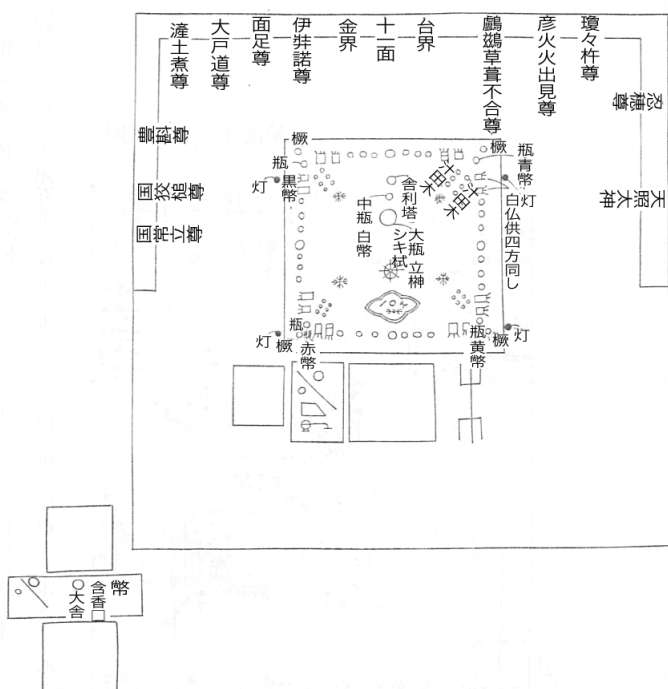 瓊々杵尊
彦火火出見尊
鸕鷀草葺不合尊
台界
十一面
金界
伊弉諾尊
面足尊
大戸道尊
濹土煮尊
忍穂尊
天照大神
豊斟尊
国狭槌尊
国常立尊
橛
瓶
灯
黒幣
橛
瓶青幣
灯
白仏供四方同し
舎利塔
中瓶 白幣
大瓶 立榊
シキ栻
瓶
赤幣
橛
灯
瓶黄幣
橛
灯
幣
含香
大舎